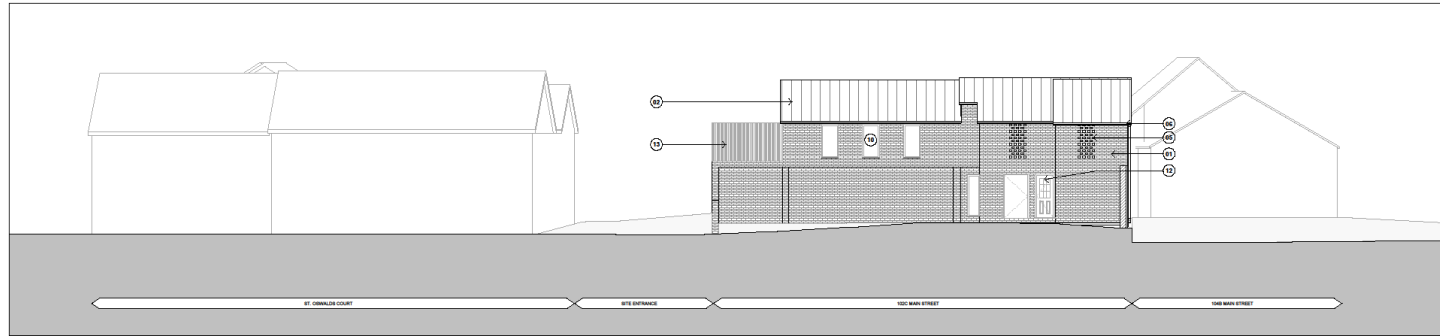 02
10
13
06
05
01
12
ST. OSWALDS COURT
SITE ENTRANCE
102C MAIN STREET
104B MAIN STREET